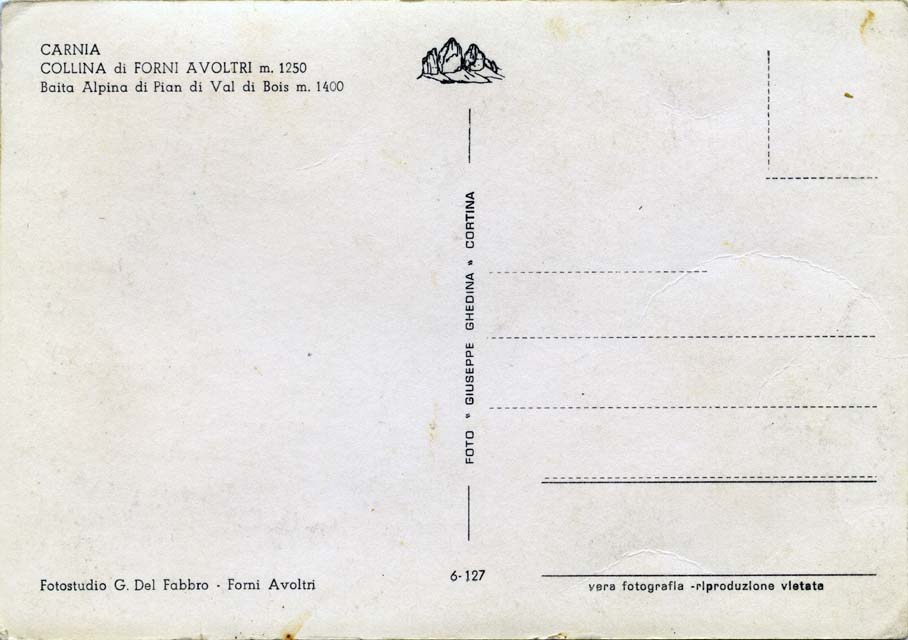 CARNIA
COLLINA di FORNI AVOLTRI m. 1250
Baita Alpina di Pian di Val di Bois m. 1400
FOTO « GIUSEPPE GHEDINA » CORTINA
Fotostudio G. Del Fabbro - Forni Avoltri
6-127
vera fotografia -riproduzione vietata